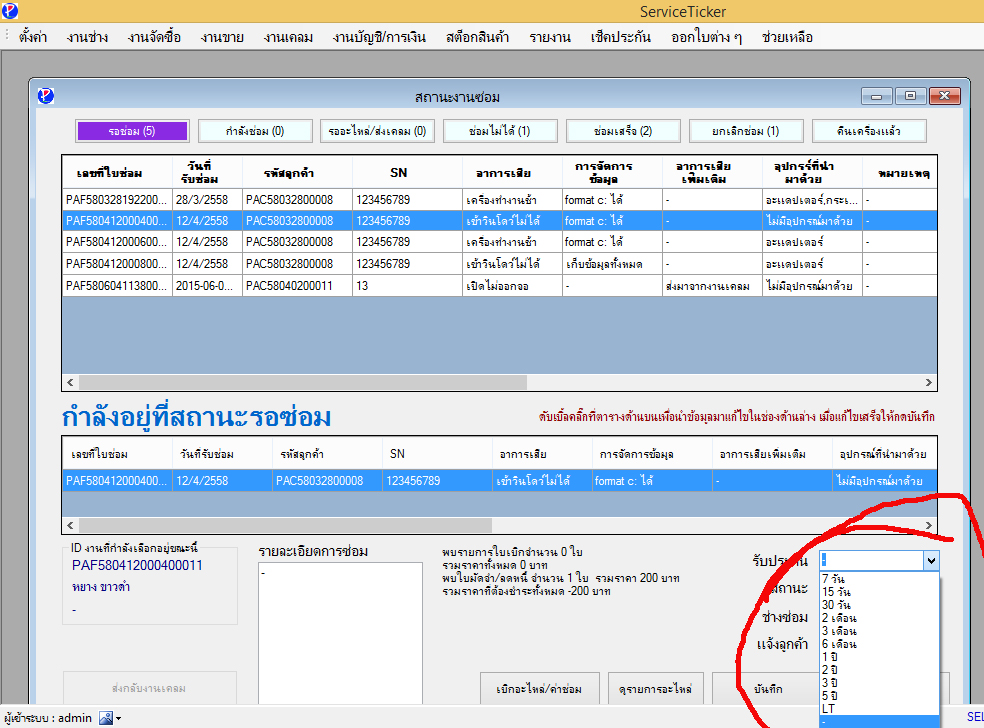 ServiceTicker
ตั้งค่า งานช่าง งานจัดซื้อ งานขาย งานเคลม งานบัญชี/การเงิน สต็อกสินค้า รายงาน เช็คประกัน ออกใบต่าง ๆ ช่วยเหลือ
สถานะงานซ่อม
รอซ่อม (5) กำลังซ่อม (0) รออะไหล่/ส่งเคลม (0) ซ่อมไม่ได้ (1) ซ่อมเสร็จ (2) ยกเลิกซ่อม (1) คืนเครื่องแล้ว
เลขที่ใบซ่อม วันที่รับซ่อม รหัสลูกค้า SN อาการเสีย การจัดการข้อมูล อาการเสียเพิ่มเติม อุปกรร์ที่นำมาด้วย หมายเหตุ
PAF580328192200... 28/3/2558 PAC58032800008 123456789 เครื่องทำงานช้า format c: ได้ - อะแดปเตอร์,กระเ... -
PAF580412000400... 12/4/2558 PAC58032800008 123456789 เข้าวินโดว์ไม่ได้ format c: ได้ - ไม่มีอุปกรณ์มาด้วย -
PAF580412000600... 12/4/2558 PAC58032800008 123456789 เครื่องทำงานช้า format c: ได้ - อะแดปเตอร์ -
PAF580412000800... 12/4/2558 PAC58032800008 123456789 เข้าวินโดว์ไม่ได้ เก็บข้อมูลทั้งหมด - อะแดปเตอร์ -
PAF580604113800... 2015-06-0... PAC58040200011 13 เปิดไม่ออกจอ - ส่งมาจากงานเคลม ไม่มีอุปกรณ์มาด้วย -
กำลังอยู่ที่สถานะรอซ่อม ดับเบิ้ลคลิ๊กที่ตารางด้านบนเพื่อนำข้อมูลมาแก้ไขในช่องด้านล่าง เมื่อแก้ไขเสร็จให้กดบันทึก
เลขที่ใบซ่อม วันที่รับซ่อม รหัสลูกค้า SN อาการเสีย การจัดการข้อมูล อาการเสียเพิ่มเติม อุปกรณ์ที่นำมาด้วย
PAF580412000400... 12/4/2558 PAC58032800008 123456789 เข้าวินโดว์ไม่ได้ format c: ได้ - ไม่มีอุปกรณ์มาด้วย
ID งานที่กำลังเลือกอยู่ขณะนี้
PAF580412000400011
หยาง ขาวดำ
-
ส่งกลับงานเคลม
รายละเอียดการซ่อม
-
พบรายการใบเบิกจำนวน 0 ใบ
รวมราคาทั้งหมด 0 บาท
พบใบมัดจำ/ลดหนี้ จำนวน 1 ใบ รวมราคา 200 บาท
รวมราคาที่ต้องชำระทั้งหมด -200 บาท
เบิกอะไหล่/ค่าซ่อม ดูรายการอะไหล่ บันทึก
รับประกัน -
สถานะ
ช่างซ่อม
แจ้งลูกค้า
7 วัน
15 วัน
30 วัน
2 เดือน
3 เดือน
6 เดือน
1 ปี
2 ปี
3 ปี
5 ปี
LT
-
ผู้เข้าระบบ : admin SEL